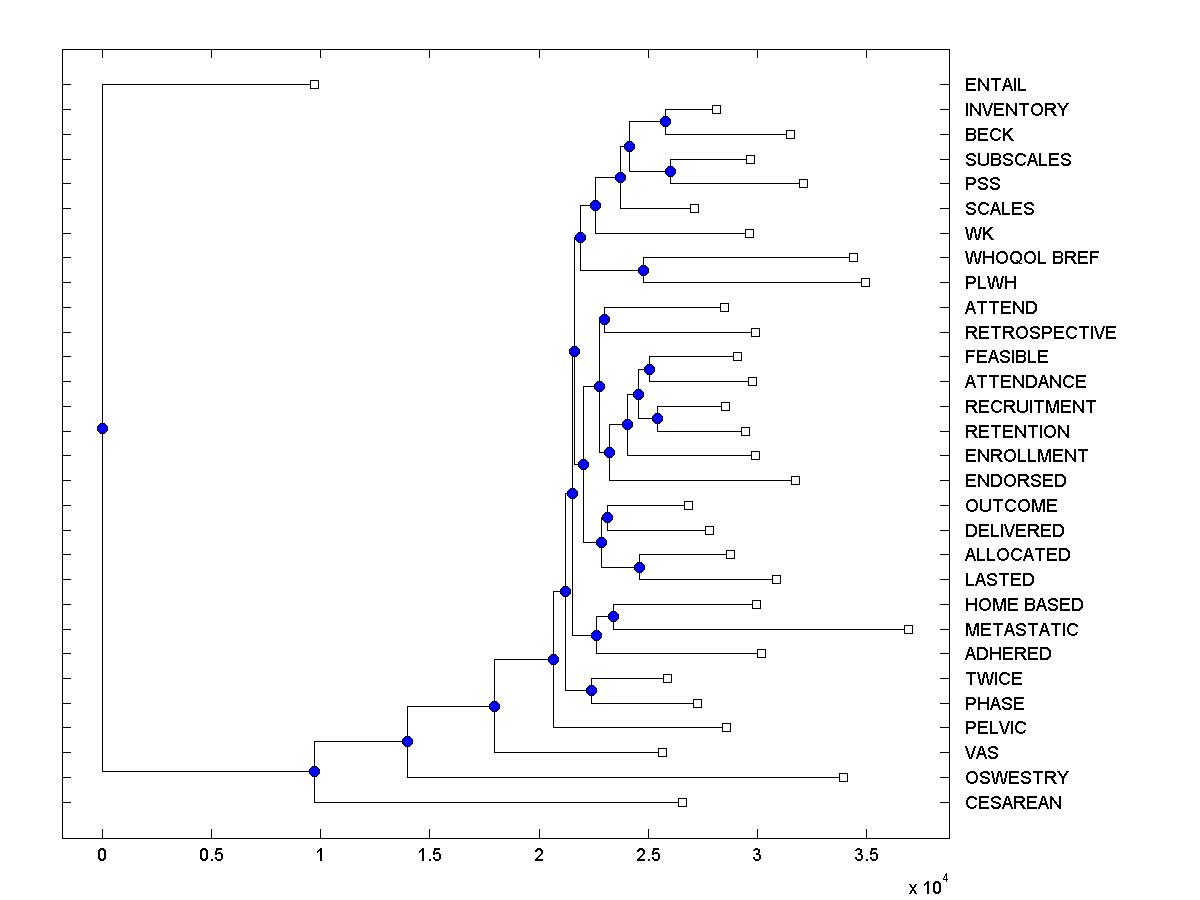 ENTAIL
INVENTORY
BECK
SUBSCALES
PSS
SCALES
WK
WHOQOL BREF
PLWH
ATTEND
RETROSPECTIVE
FEASIBLE
ATTENDANCE
RECRUITMENT
RETENTION
ENROLLMENT
ENDORSED
OUTCOME
DELIVERED
ALLOCATED
LASTED
HOME BASED
METASTATIC
ADHERED
TWICE
PHASE
PELVIC
VAS
OSWESTRY
CESAREAN
0 0.5 1 1.5 2 2.5 3 3.5
x 10^4